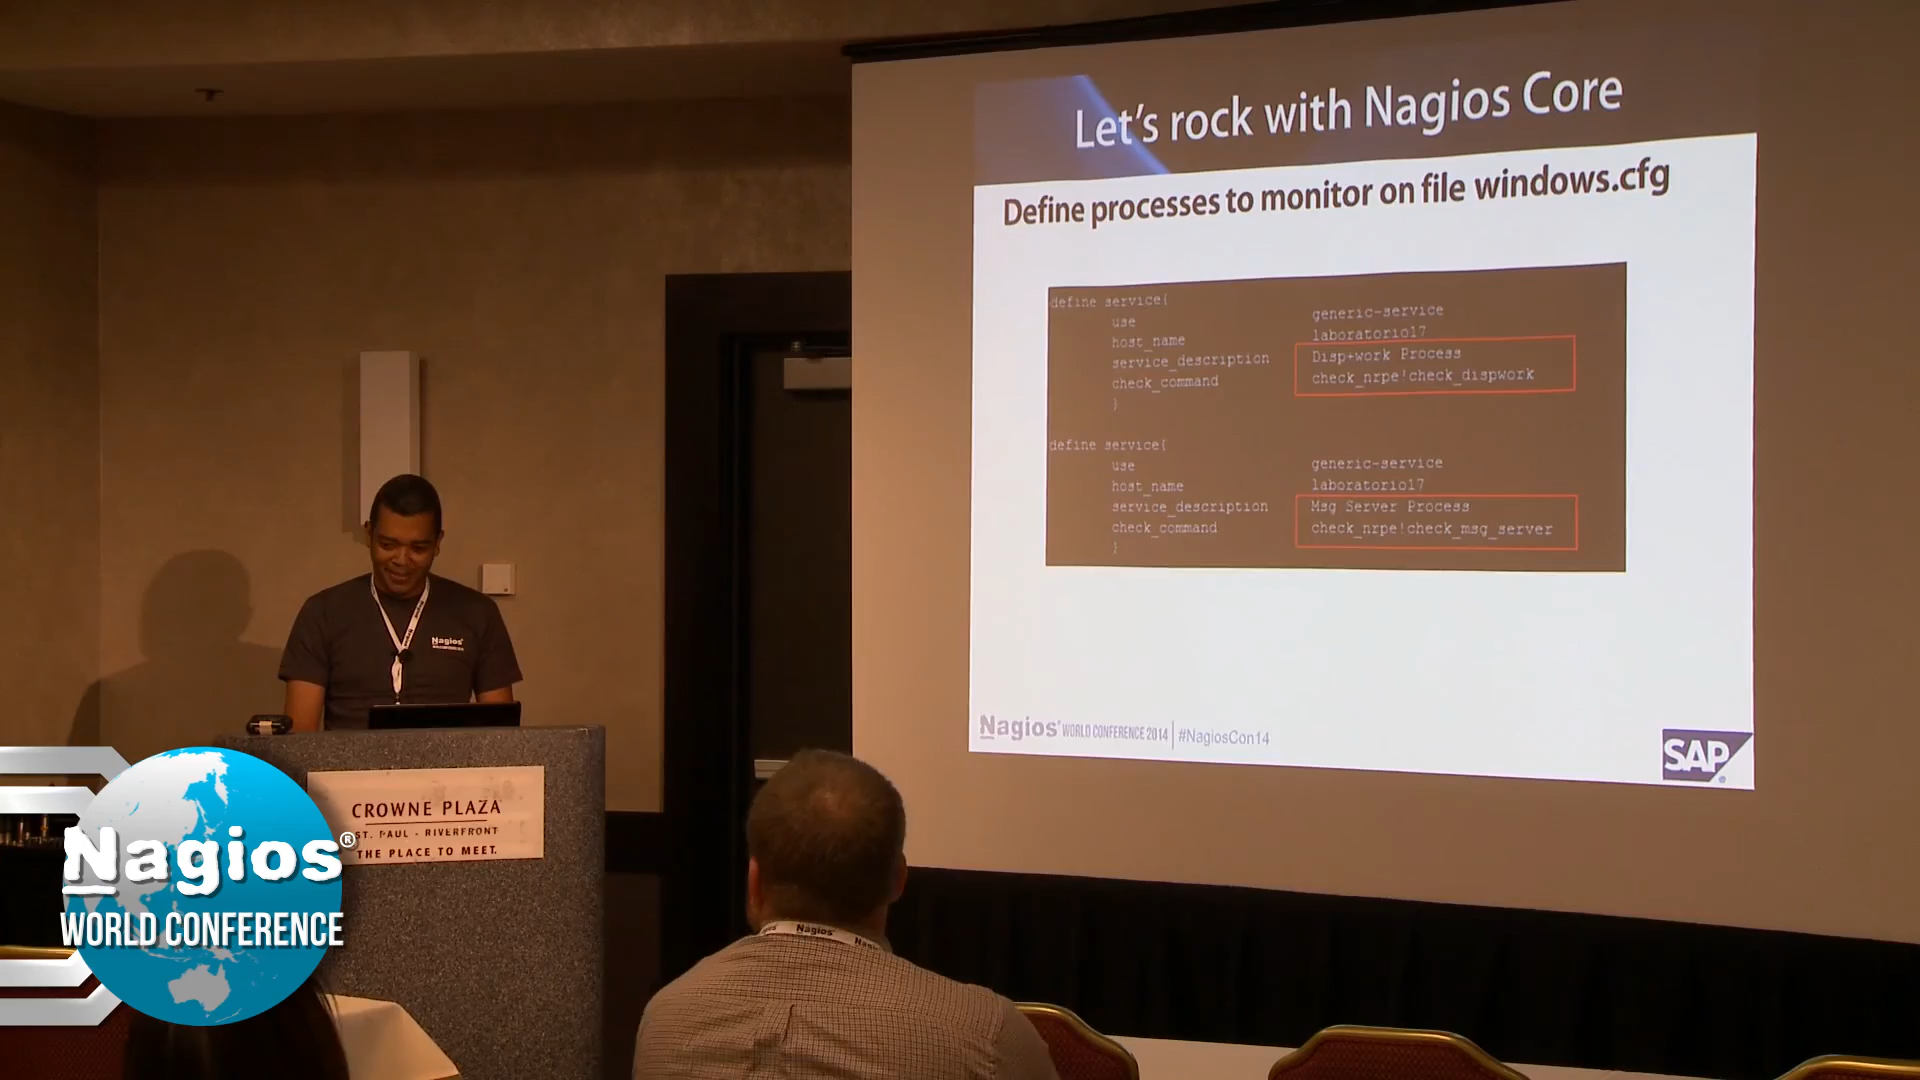 Let's rock with Nagios Core
Define processes to monitor on file windows.cfg
define service{
use generic-service
host_name laboratorio17
service_description Disp+work Process
check_command check_nrpe!check_dispwork
}
define service{
use generic-service
host_name laboratorio17
service_description Msg Server Process
check_command check_nrpe!check_msg_server
}
Nagios® WORLD CONFERENCE 2014 | #NagiosCon14
SAP
Nagios
CROWNE PLAZA
ST. PAUL - RIVERFRONT
THE PLACE TO MEET.
Nagios
Nagios®
WORLD CONFERENCE